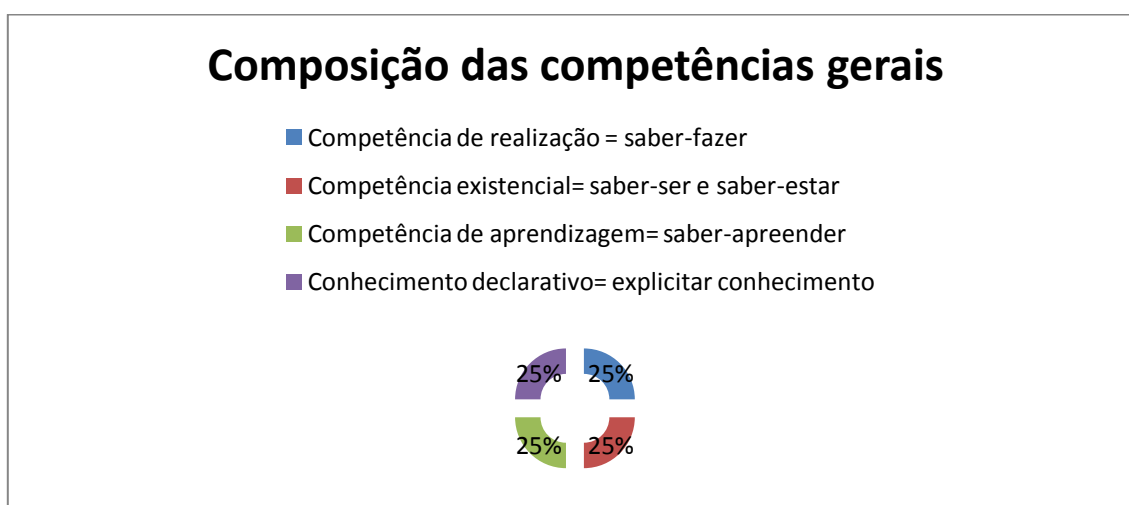 Composição das competências gerais
Competência de realização = saber-fazer
Competência existencial= saber-ser e saber-estar
Competência de aprendizagem= saber-apreender
Conhecimento declarativo= explicitar conhecimento
25% 25%
25% 25%